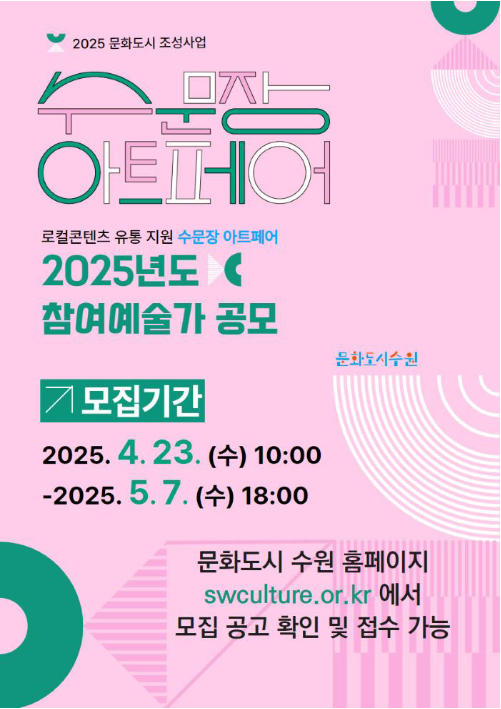 2025 문화도시 조성사업
수문장
아트페어
로컬콘텐츠 유통 지원 수문장 아트페어
2025년도
참여예술가 공모
문화도시수원
모집기간
2025. 4. 23. (수) 10:00
-2025. 5. 7. (수) 18:00
문화도시 수원 홈페이지
swculture.or.kr 에서
모집 공고 확인 및 접수 가능